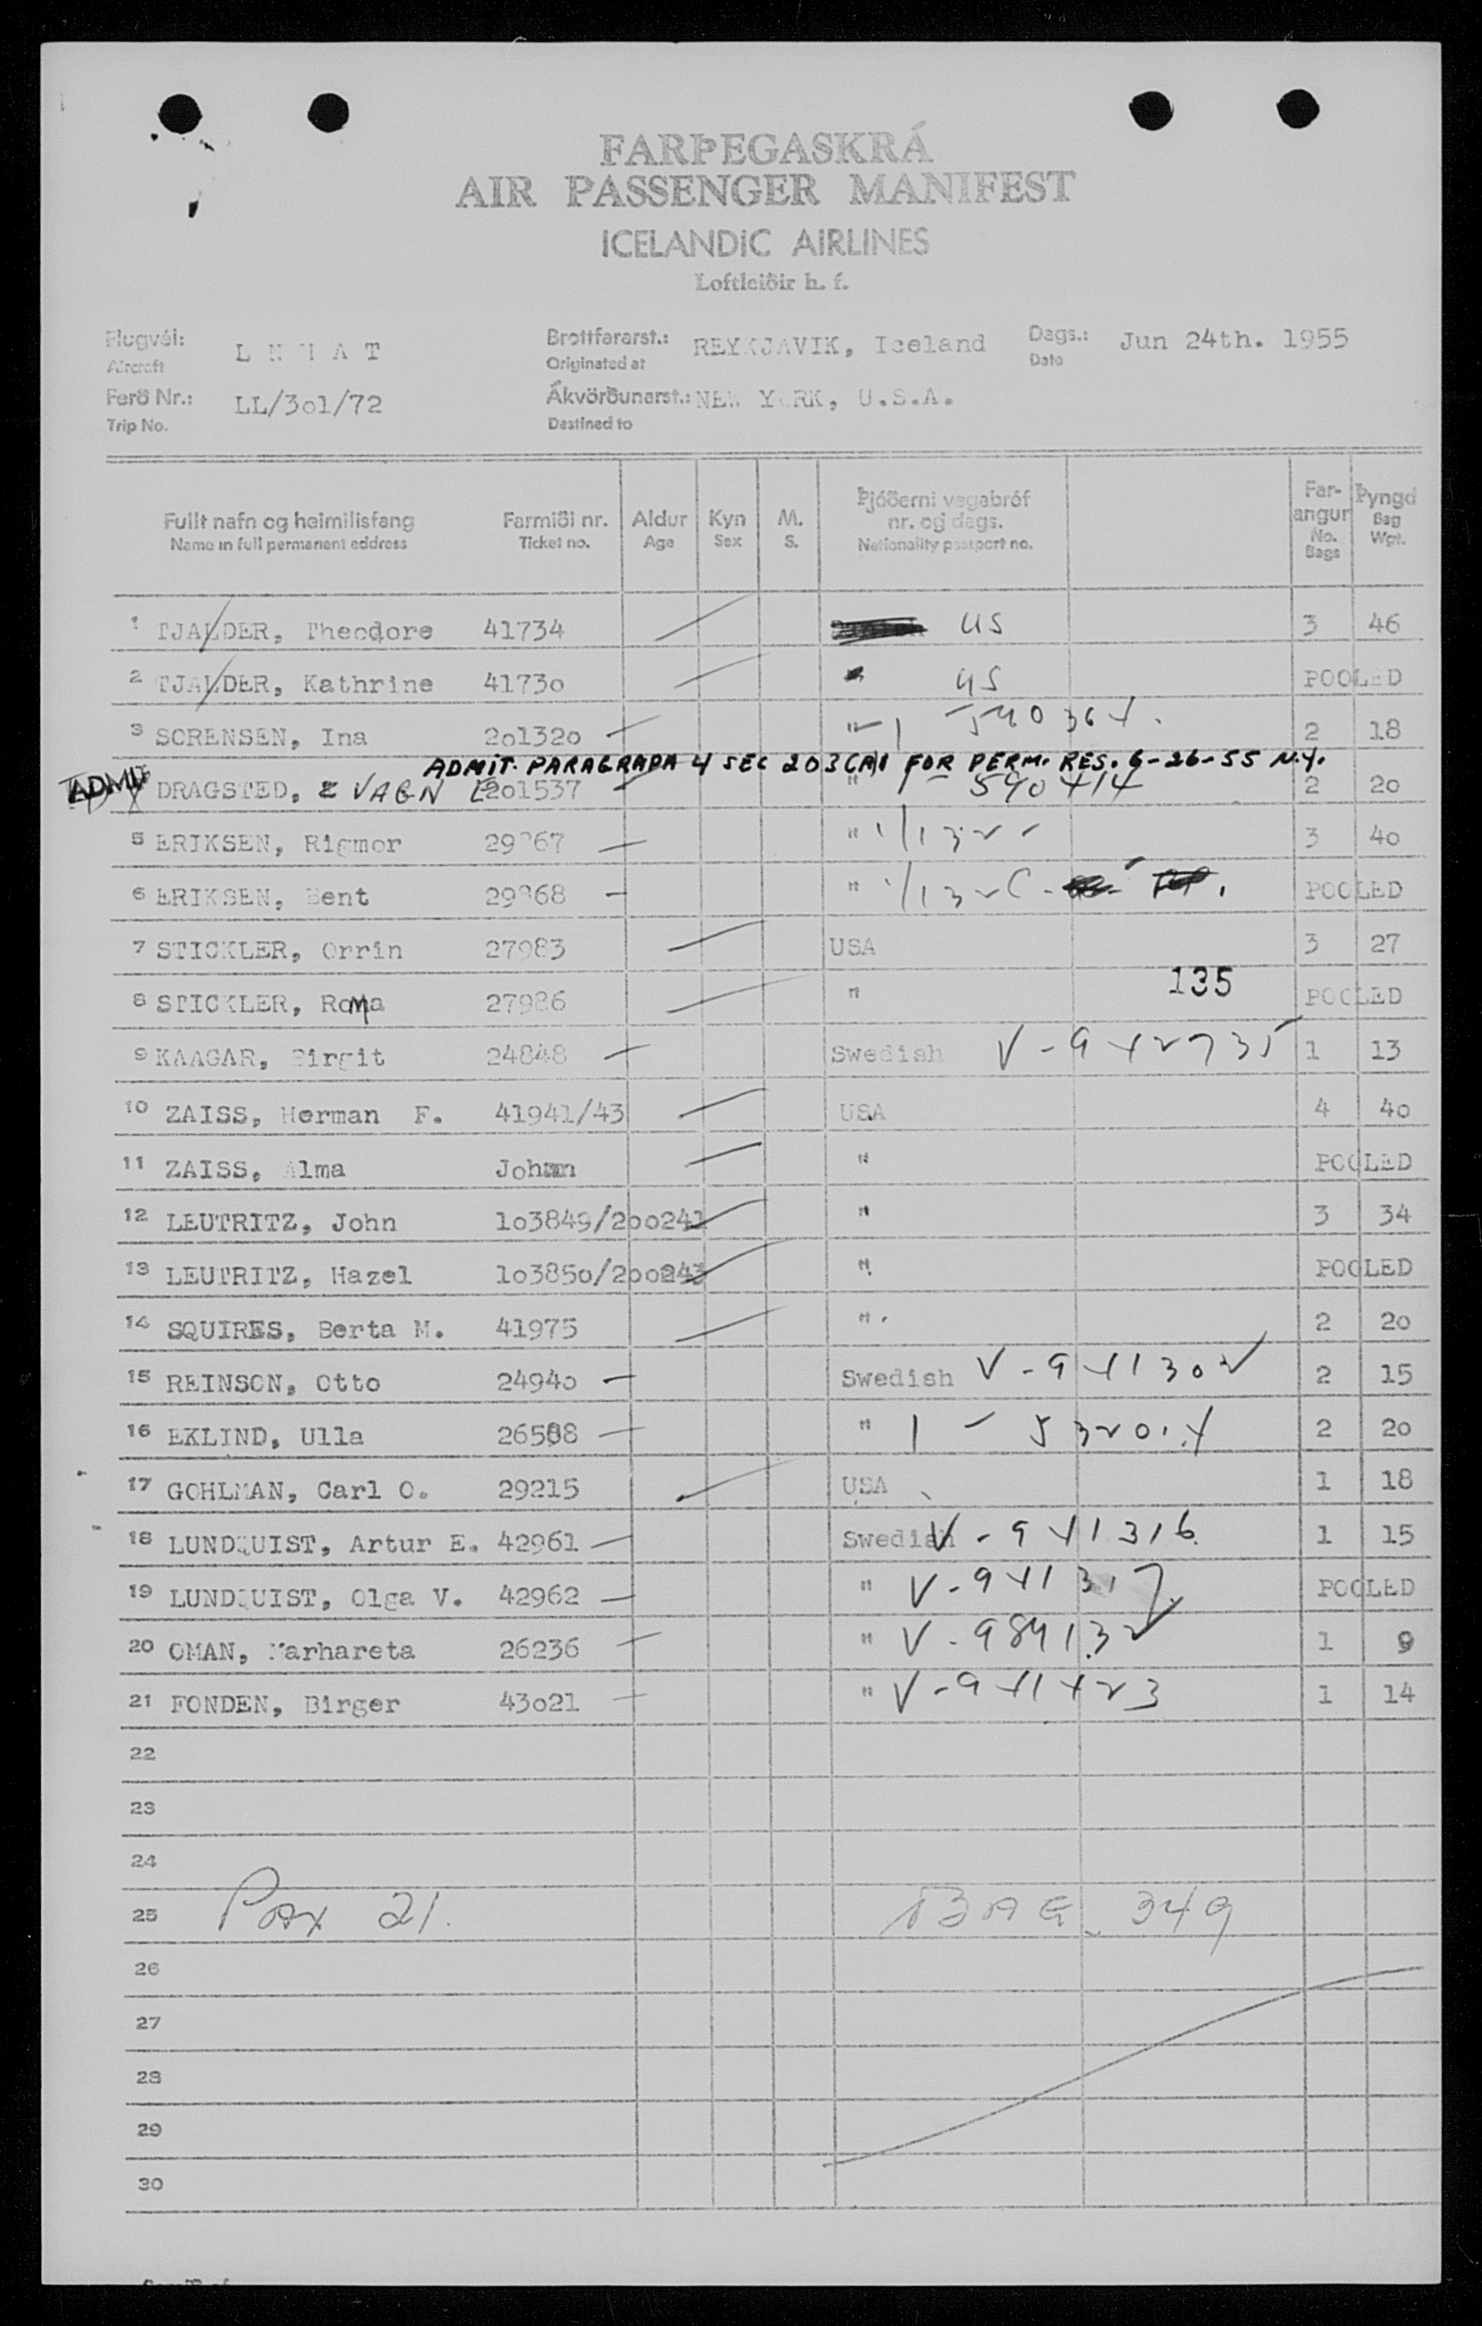 FARÞEGASKRÁ
AIR PASSENGER MANIFEST
ICELANDIC AIRLINES
Loftleiðir h. f.
Flugvél: Brottfararst.: REYKJAVIK, Iceland Dags.: Jun 24th. 1955
Aircraft Originated at Date
Ferð Nr.: LL/3o1/72 Ákvörðunarst.: NEW YORK, U.S.A.
Trip No. Destined to
Fullt nafn og heimilisfang Farmiði nr. Aldur Kyn M. Þjóðerni vegabréf nr. og dags. Far-angur Þyngd
Name in full permanent address Ticket no. Age Sex S. Nationality passport no. No. Bags Bag Wgt.
1 TJALDER, Theodore 41734 US 3 46
2 TJALDER, Kathrine 4173o " US POOLED
3 SORENSEN, Ina 2o132o " 2 18
ADMIT. PARAGRAPH 4 SEC 203(A) FOR PERM. RES. 6-26-55 N.Y.
DRAGSTED, VAGN 2o1537 " 2 2o
5 ERIKSEN, Rigmor " 3 4o
6 ERIKSEN, Bent " POOLED
7 STICKLER, Orrin 27983 USA 3 27
8 STICKLER, Roma 27986 " 135 POOLED
9 KAAGAR, Birgit 24848 Swedish 1 13
10 ZAISS, Herman F. 41941/43 USA 4 4o
11 ZAISS, Alma Johann " POOLED
12 LEUTRITZ, John 1o3849/2oo241 " 3 34
13 LEUTRITZ, Hazel 1o385o/2oo243 " POOLED
14 SQUIRES, Berta M. 41975 " 2 2o
15 REINSON, Otto 2494o Swedish 2 15
16 EKLIND, Ulla 26588 " 2 2o
17 GOHLMAN, Carl O. 29215 USA 1 18
18 LUNDQUIST, Artur E. 42961 Swedish 1 15
19 LUNDQUIST, Olga V. 42962 " POOLED
20 OMAN, Marhareta 26236 " 1 9
21 FONDEN, Birger 43o21 " 1 14
22
23
24
25 Pax 21. BAG 349
26
27
28
29
30